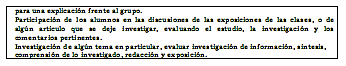 para una explicación frente al grupo.
Participación de los alumnos en las discusiones de las exposiciones de las clases, o de
algún artículo que se deje investigar, evaluando el estudio, la investigación y los
comentarios pertinentes.
Investigación de algún tema en particular, evaluar investigación de información, síntesis,
comprensión de lo investigado, redacción y exposición.